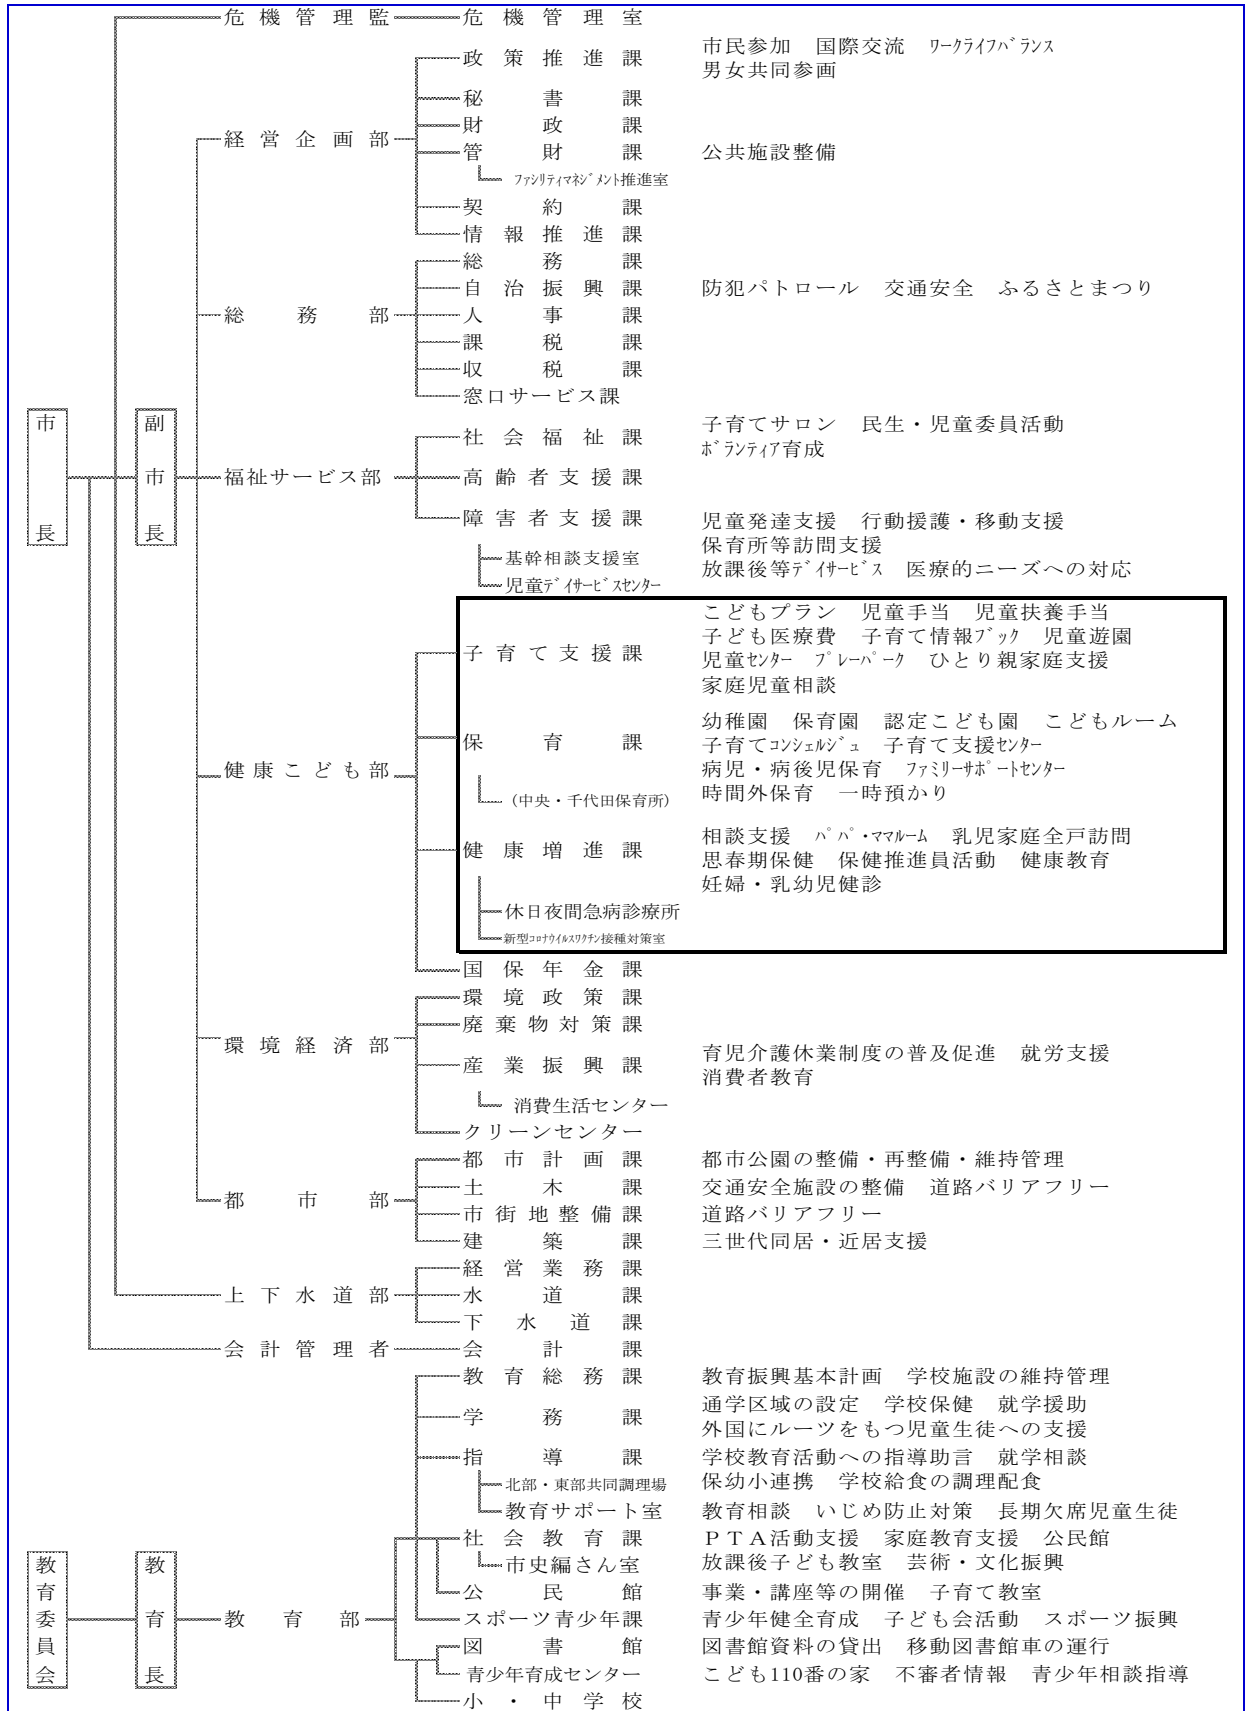 危機管理監 危機管理室
政策推進課 市民参加 国際交流 ﾜｰｸﾗｲﾌﾊﾞﾗﾝｽ
男女共同参画
秘書課
財政課
経営企画部
管財課 公共施設整備
ﾌｧｼﾘﾃｨﾏﾈｼﾞﾒﾝﾄ推進室
契約課
情報推進課
総務課
自治振興課 防犯パトロール 交通安全 ふるさとまつり
総務部 人事課
課税課
収税課
窓口サービス課
市長 副市長
社会福祉課 子育てサロン 民生・児童委員活動
ﾎﾞﾗﾝﾃｨｱ育成
福祉サービス部 高齢者支援課
障害者支援課 児童発達支援 行動援護・移動支援
保育所等訪問支援
基幹相談支援室
放課後等ﾃﾞｲｻｰﾋﾞｽ 医療的ニーズへの対応
児童ﾃﾞｲｻｰﾋﾞｽｾﾝﾀｰ
こどもプラン 児童手当 児童扶養手当
子ども医療費 子育て情報ﾌﾞｯｸ 児童遊園
子育て支援課
児童ｾﾝﾀｰ ﾌﾟﾚｰﾊﾟｰｸ ひとり親家庭支援
家庭児童相談
幼稚園 保育園 認定こども園 こどもルーム
保育課
子育てｺﾝｼｪﾙｼﾞｭ 子育て支援ｾﾝﾀｰ
健康こども部
病児・病後児保育 ﾌｧﾐﾘｰｻﾎﾟｰﾄｾﾝﾀｰ
時間外保育 一時預かり
(中央・千代田保育所)
相談支援 ﾊﾟﾊﾟ・ﾏﾏﾙｰﾑ 乳児家庭全戸訪問
健康増進課
思春期保健 保健推進員活動 健康教育
妊婦・乳幼児健診
休日夜間急病診療所
新型ｺﾛﾅｳｲﾙｽﾜｸﾁﾝ接種対策室
国保年金課
環境政策課
廃棄物対策課
環境経済部
産業振興課 育児介護休業制度の普及促進 就労支援
消費者教育
消費生活センター
クリーンセンター
都市計画課 都市公園の整備・再整備・維持管理
都市部 土木課 交通安全施設の整備 道路バリアフリー
市街地整備課 道路バリアフリー
建築課 三世代同居・近居支援
経営業務課
上下水道部 水道課
下水道課
会計管理者 会計課
教育総務課 教育振興基本計画 学校施設の維持管理
学務課 通学区域の設定 学校保健 就学援助
外国にルーツをもつ児童生徒への支援
指導課 学校教育活動への指導助言 就学相談
北部・東部共同調理場 保幼小連携 学校給食の調理配食
教育サポート室 教育相談 いじめ防止対策 長期欠席児童生徒
社会教育課 ＰＴＡ活動支援 家庭教育支援 公民館
市史編さん室 放課後子ども教室 芸術・文化振興
公民館 事業・講座等の開催 子育て教室
教育委員会 教育長 教育部
スポーツ青少年課 青少年健全育成 子ども会活動 スポーツ振興
図書館 図書館資料の貸出 移動図書館車の運行
青少年育成センター こども110番の家 不審者情報 青少年相談指導
小・中学校